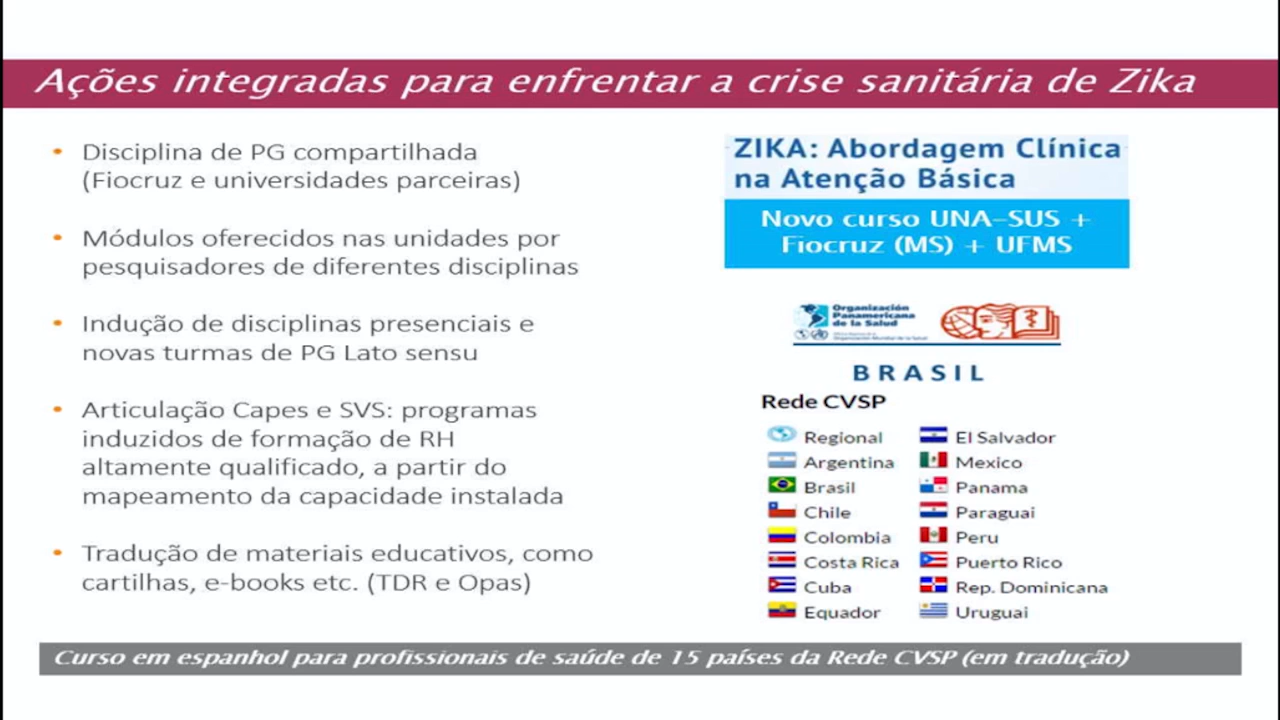 Ações integradas para enfrentar a crise sanitária de Zika
• Disciplina de PG compartilhada
(Fiocruz e universidades parceiras)
• Módulos oferecidos nas unidades por
pesquisadores de diferentes disciplinas
• Indução de disciplinas presenciais e
novas turmas de PG Lato sensu
• Articulação Capes e SVS: programas
induzidos de formação de RH
altamente qualificado, a partir do
mapeamento da capacidade instalada
• Tradução de materiais educativos, como
cartilhas, e-books etc. (TDR e Opas)
ZIKA: Abordagem Clínica
na Atenção Básica
Novo curso UNA-SUS +
Fiocruz (MS) + UFMS
Organización
Panamericana
de la Salud
Organización Mundial de la Salud
BRASIL
Rede CVSP
Regional
Argentina
Brasil
Chile
Colombia
Costa Rica
Cuba
Equador
El Salvador
Mexico
Panama
Paraguai
Peru
Puerto Rico
Rep. Dominicana
Uruguai
Curso em espanhol para profissionais de saúde de 15 países da Rede CVSP (em tradução)